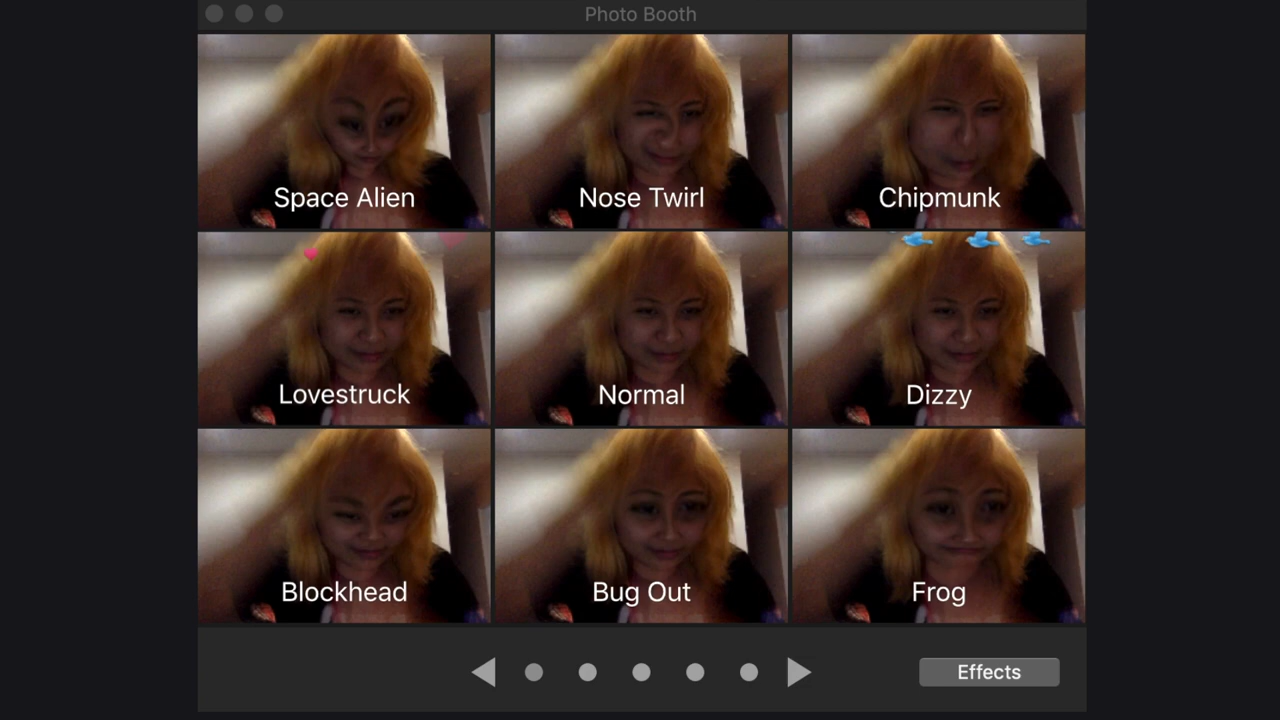 Photo Booth
Space Alien
Nose Twirl
Chipmunk
Lovestruck
Normal
Dizzy
Blockhead
Bug Out
Frog
Effects